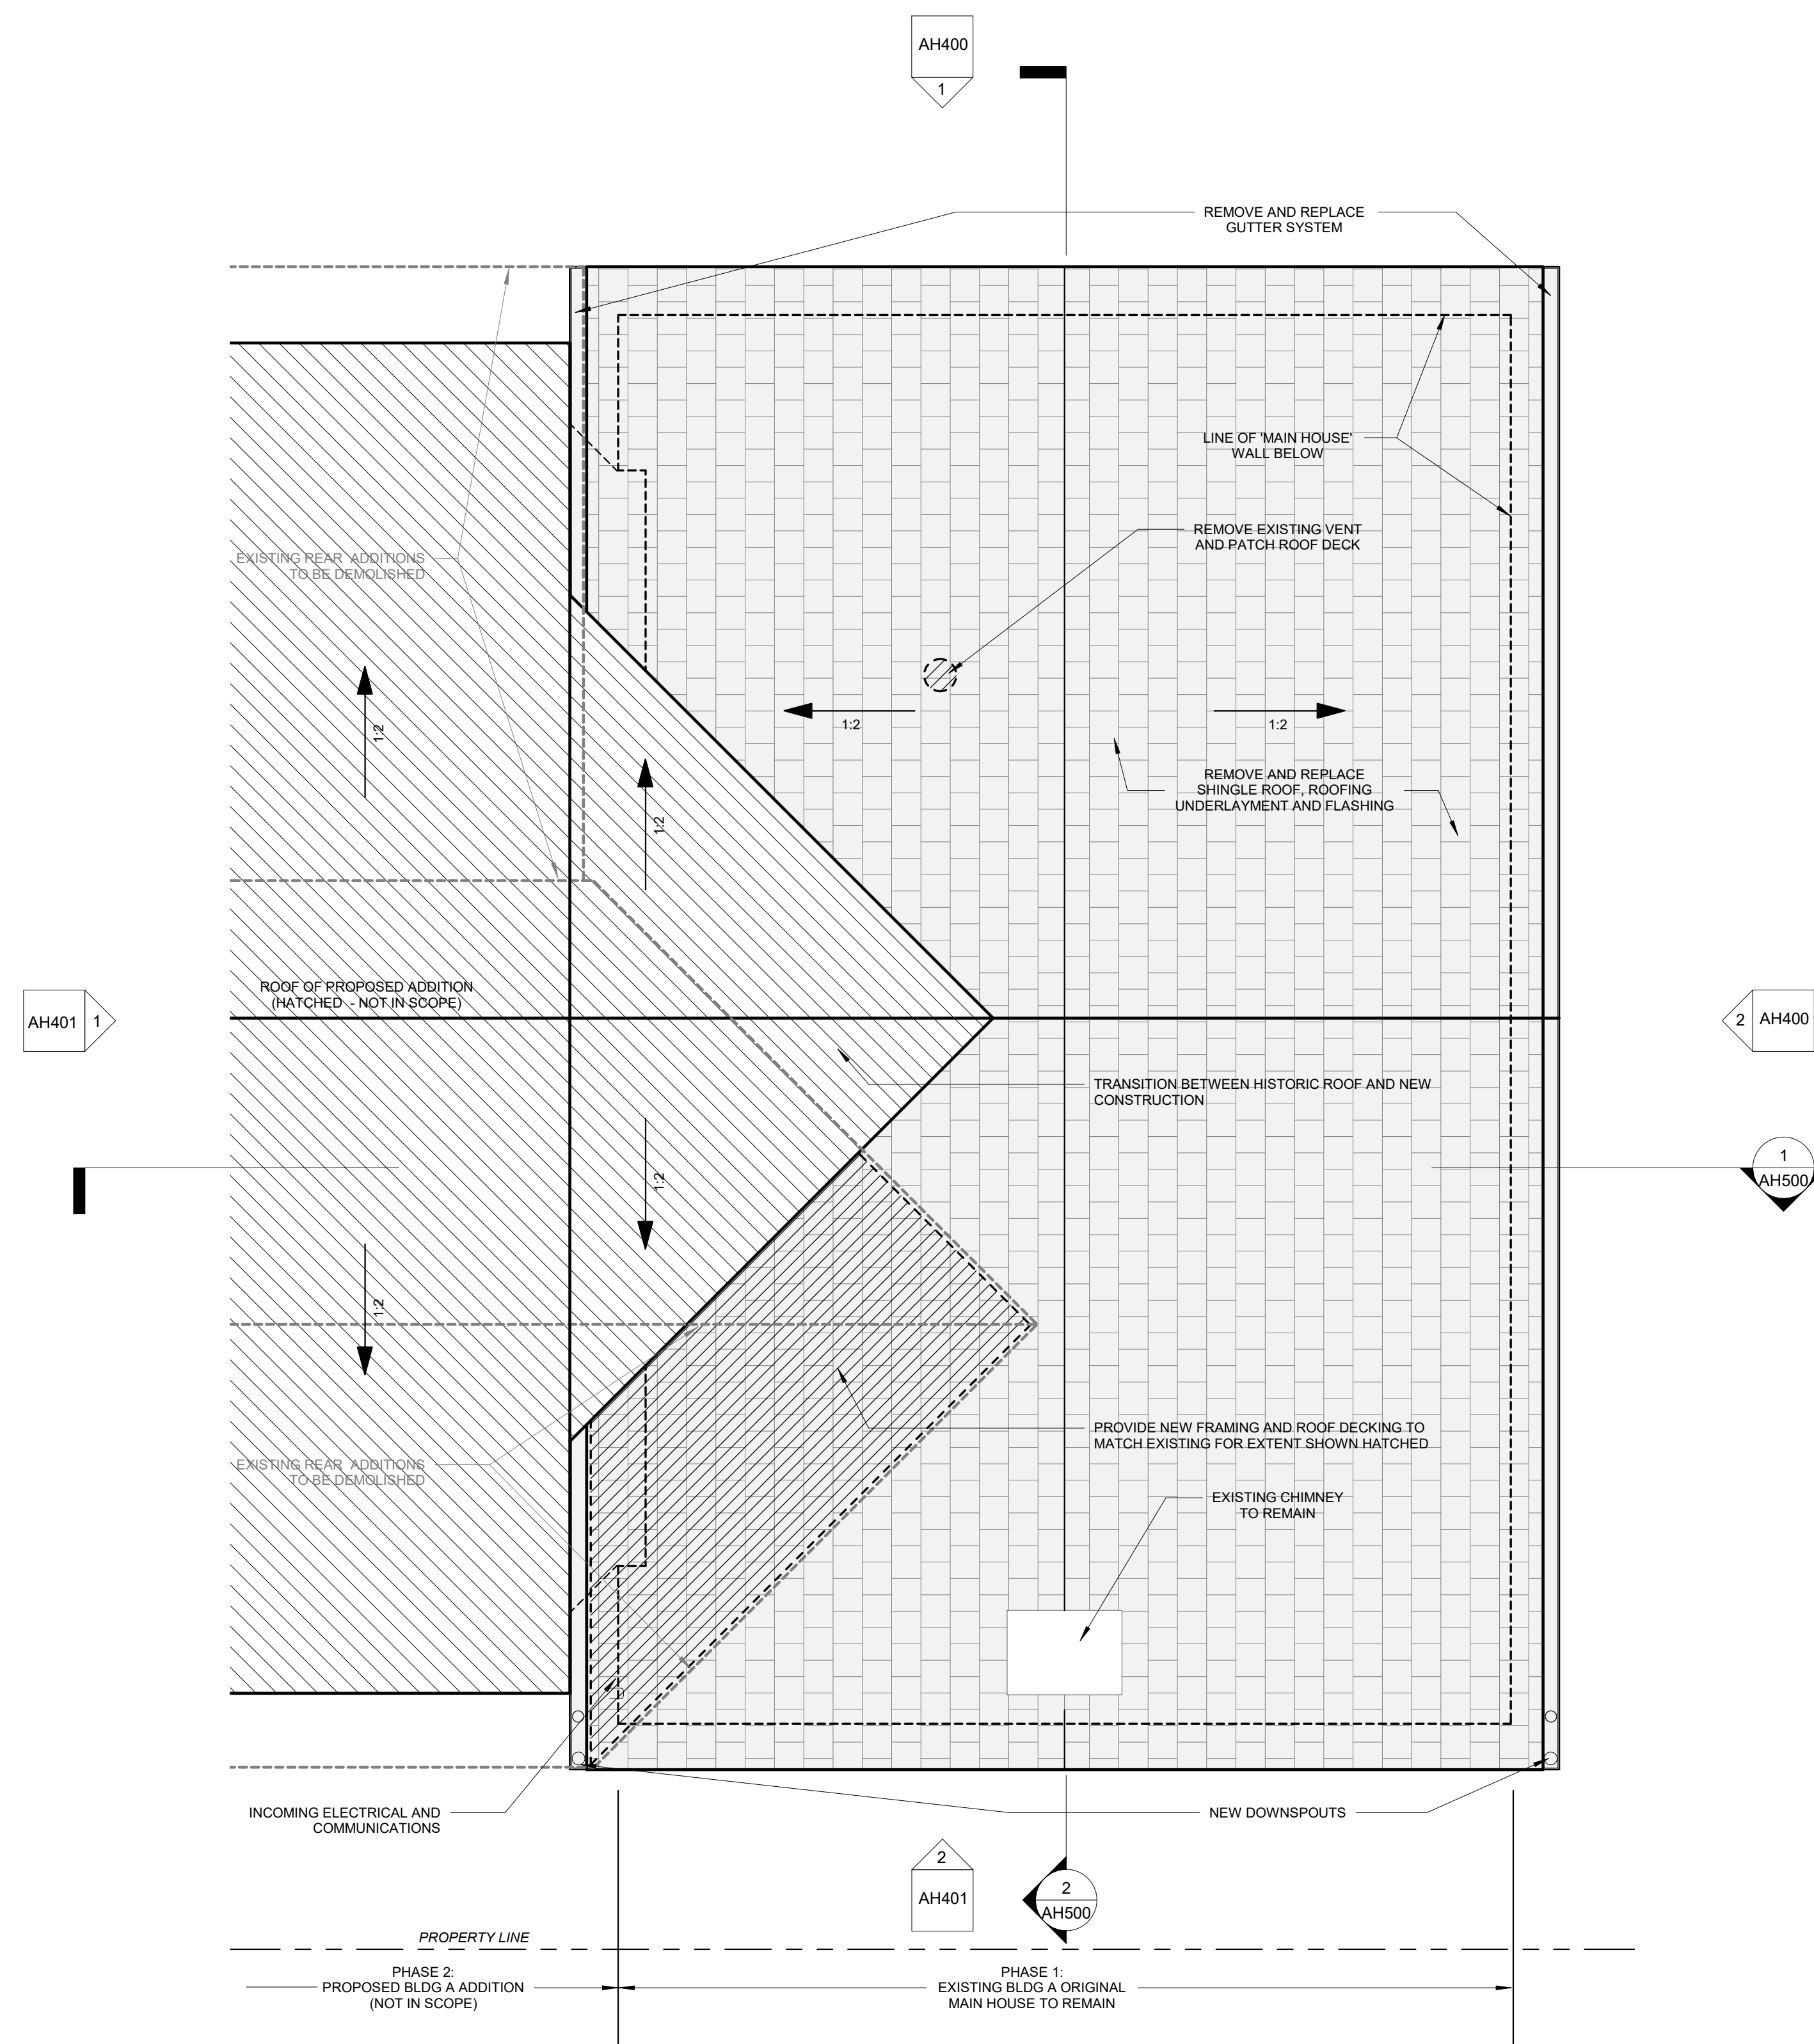 AH400
1
REMOVE AND REPLACE
GUTTER SYSTEM
LINE OF 'MAIN HOUSE'
WALL BELOW
REMOVE EXISTING VENT
AND PATCH ROOF DECK
EXISTING REAR ADDITIONS
TO BE DEMOLISHED
1:2
1:2
1:2
1:2
REMOVE AND REPLACE
SHINGLE ROOF, ROOFING
UNDERLAYMENT AND FLASHING
ROOF OF PROPOSED ADDITION
(HATCHED - NOT IN SCOPE)
AH401
1
2
AH400
TRANSITION BETWEEN HISTORIC ROOF AND NEW
CONSTRUCTION
1
AH500
1:2
1:2
PROVIDE NEW FRAMING AND ROOF DECKING TO
MATCH EXISTING FOR EXTENT SHOWN HATCHED
EXISTING REAR ADDITIONS
TO BE DEMOLISHED
EXISTING CHIMNEY
TO REMAIN
INCOMING ELECTRICAL AND
COMMUNICATIONS
NEW DOWNSPOUTS
2
AH401
2
AH500
PROPERTY LINE
PHASE 2:
PROPOSED BLDG A ADDITION
(NOT IN SCOPE)
PHASE 1:
EXISTING BLDG A ORIGINAL
MAIN HOUSE TO REMAIN